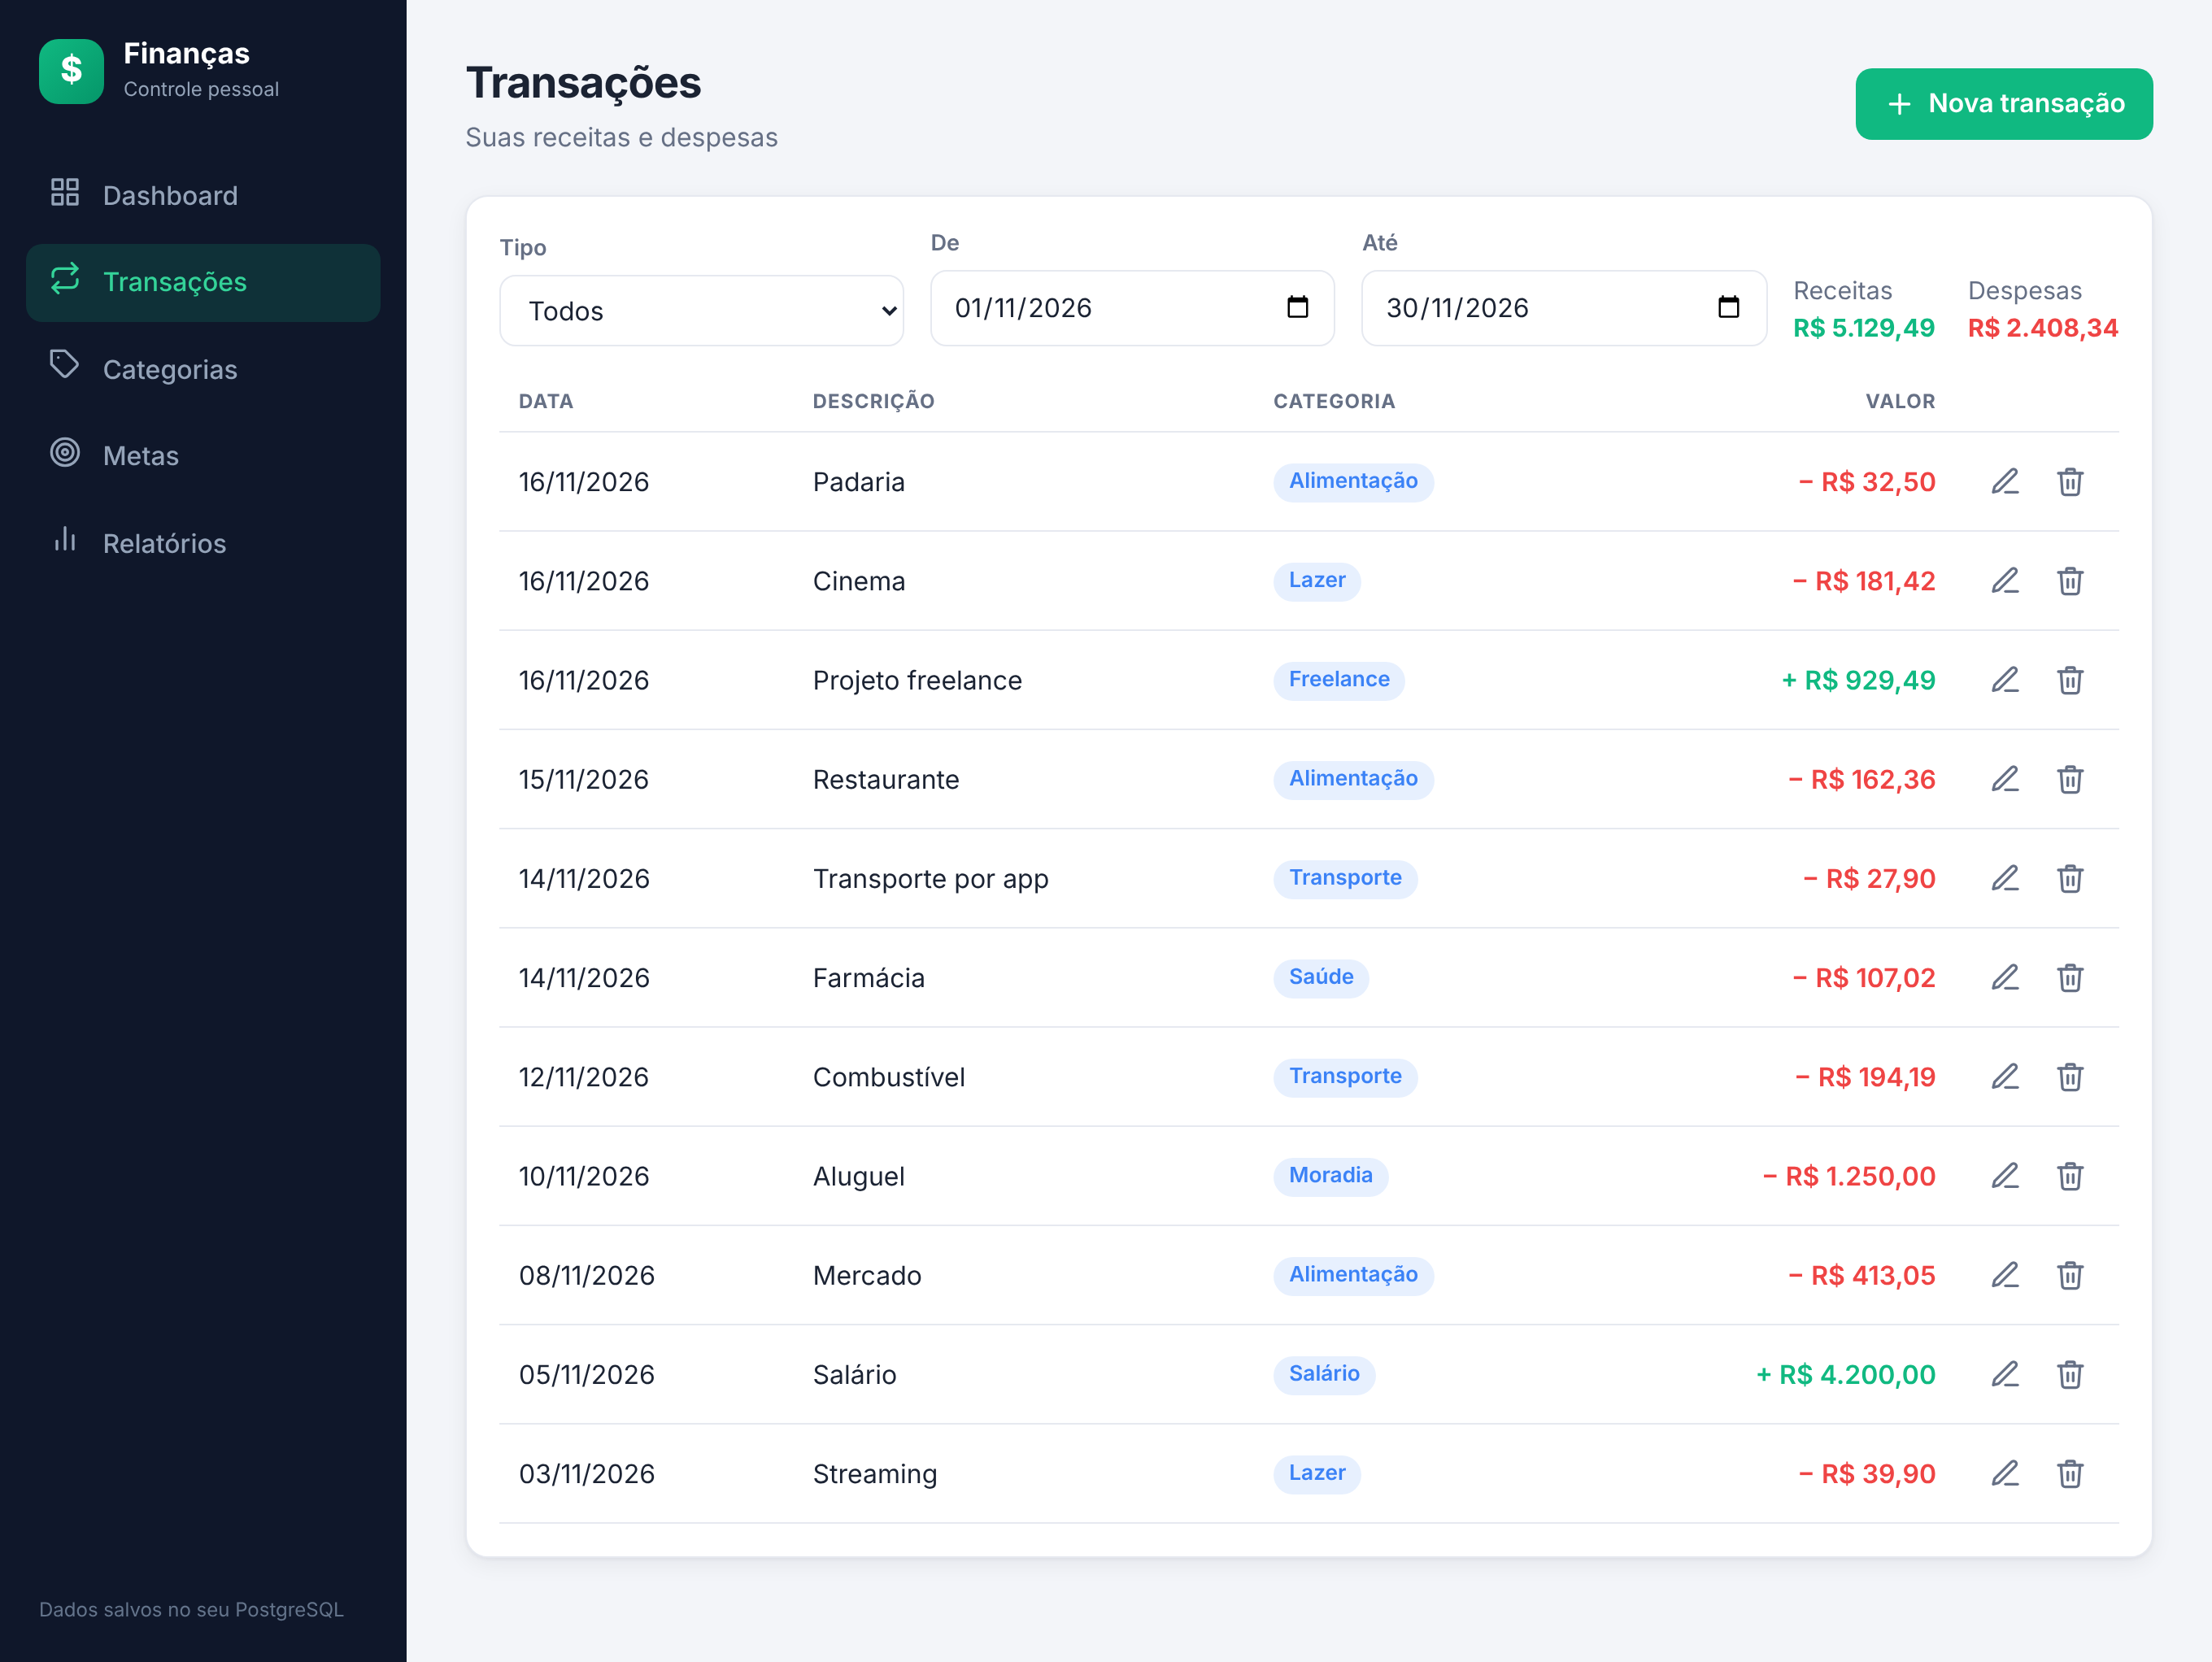 $
Finanças
Controle pessoal
Dashboard
Transações
Categorias
Metas
Relatórios
Dados salvos no seu PostgreSQL
Transações
Suas receitas e despesas
+ Nova transação
Tipo
Todos
De
01/11/2026
Até
30/11/2026
Receitas
R$ 5.129,49
Despesas
R$ 2.408,34
DATA DESCRIÇÃO CATEGORIA VALOR
16/11/2026 Padaria Alimentação − R$ 32,50
16/11/2026 Cinema Lazer − R$ 181,42
16/11/2026 Projeto freelance Freelance + R$ 929,49
15/11/2026 Restaurante Alimentação − R$ 162,36
14/11/2026 Transporte por app Transporte − R$ 27,90
14/11/2026 Farmácia Saúde − R$ 107,02
12/11/2026 Combustível Transporte − R$ 194,19
10/11/2026 Aluguel Moradia − R$ 1.250,00
08/11/2026 Mercado Alimentação − R$ 413,05
05/11/2026 Salário Salário + R$ 4.200,00
03/11/2026 Streaming Lazer − R$ 39,90